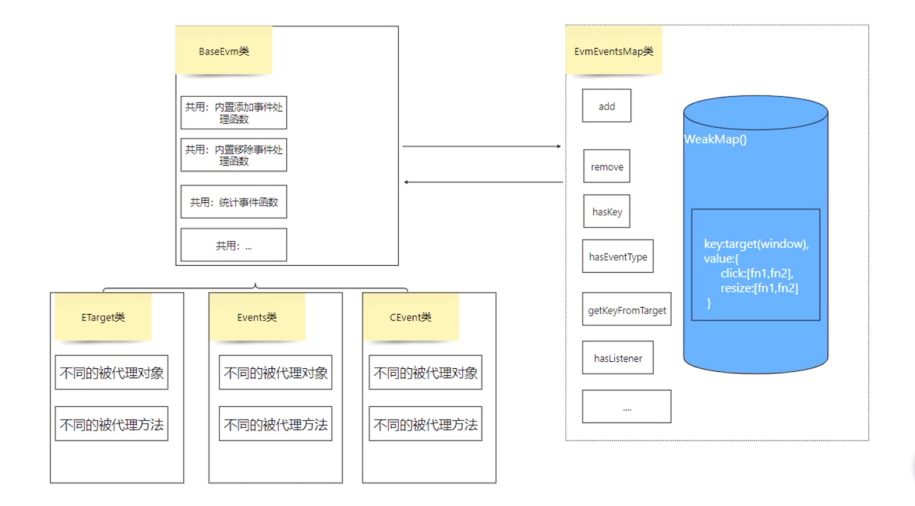 BaseEvm类
共用：内置添加事件处
理函数
共用：内置移除事件处
理函数
共用：统计事件函数
共用：...
ETarget类
不同的被代理对象
不同的被代理方法
Events类
不同的被代理对象
不同的被代理方法
CEvent类
不同的被代理对象
不同的被代理方法
EvmEventsMap类
add
remove
hasKey
hasEventType
getKeyFromTarget
hasListener
....
WeakMap()
key:target(window),
value:{
click:[fn1,fn2],
resize:[fn1,fn2]
}